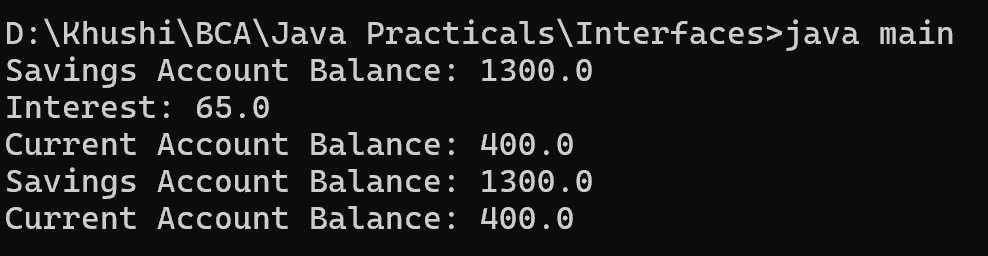 D:\Khushi\BCA\Java Practicals\Interfaces>java main
Savings Account Balance: 1300.0
Interest: 65.0
Current Account Balance: 400.0
Savings Account Balance: 1300.0
Current Account Balance: 400.0